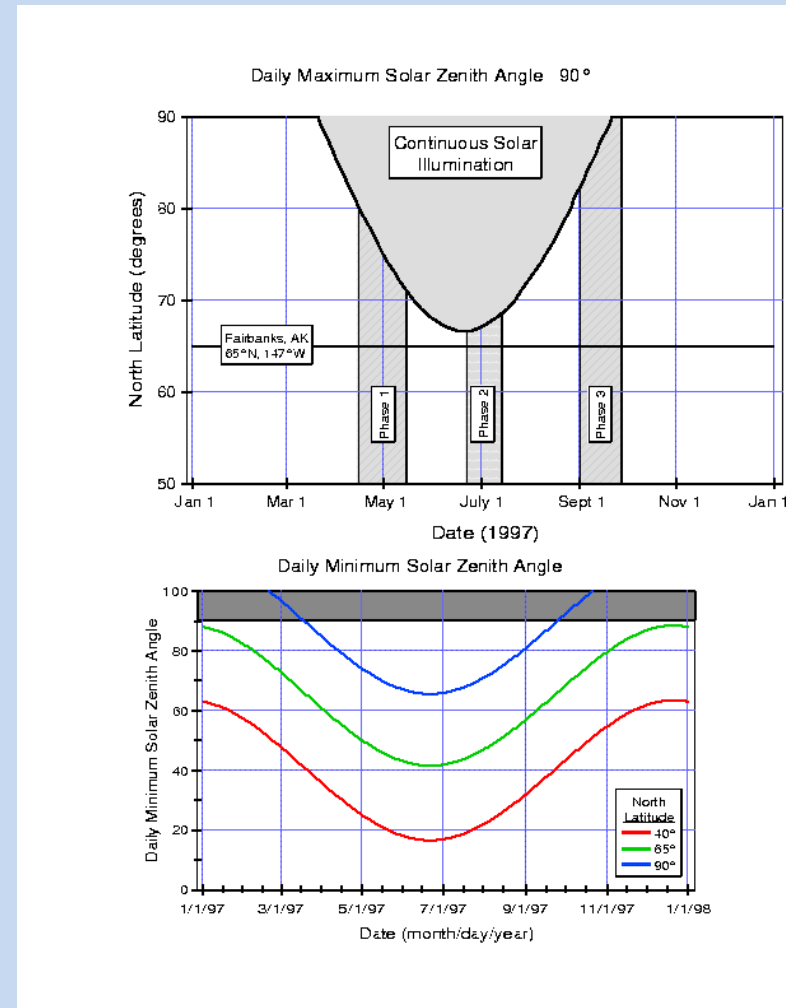 Daily Maximum Solar Zenith Angle 90°
90
80
70
60
50
North Latitude (degrees)
Continuous Solar
Illumination
Fairbanks, AK
65°N, 147°W
Phase 1
Phase 2
Phase 3
Jan 1
Mar 1
May 1
July 1
Sept 1
Nov 1
Jan 1
Date (1997)
Daily Minimum Solar Zenith Angle
100
80
60
40
20
0
Daily Minimum Solar Zenith Angle
North
Latitude
40°
65°
90°
1/1/97
3/1/97
5/1/97
7/1/97
9/1/97
11/1/97
1/1/98
Date (month/day/year)